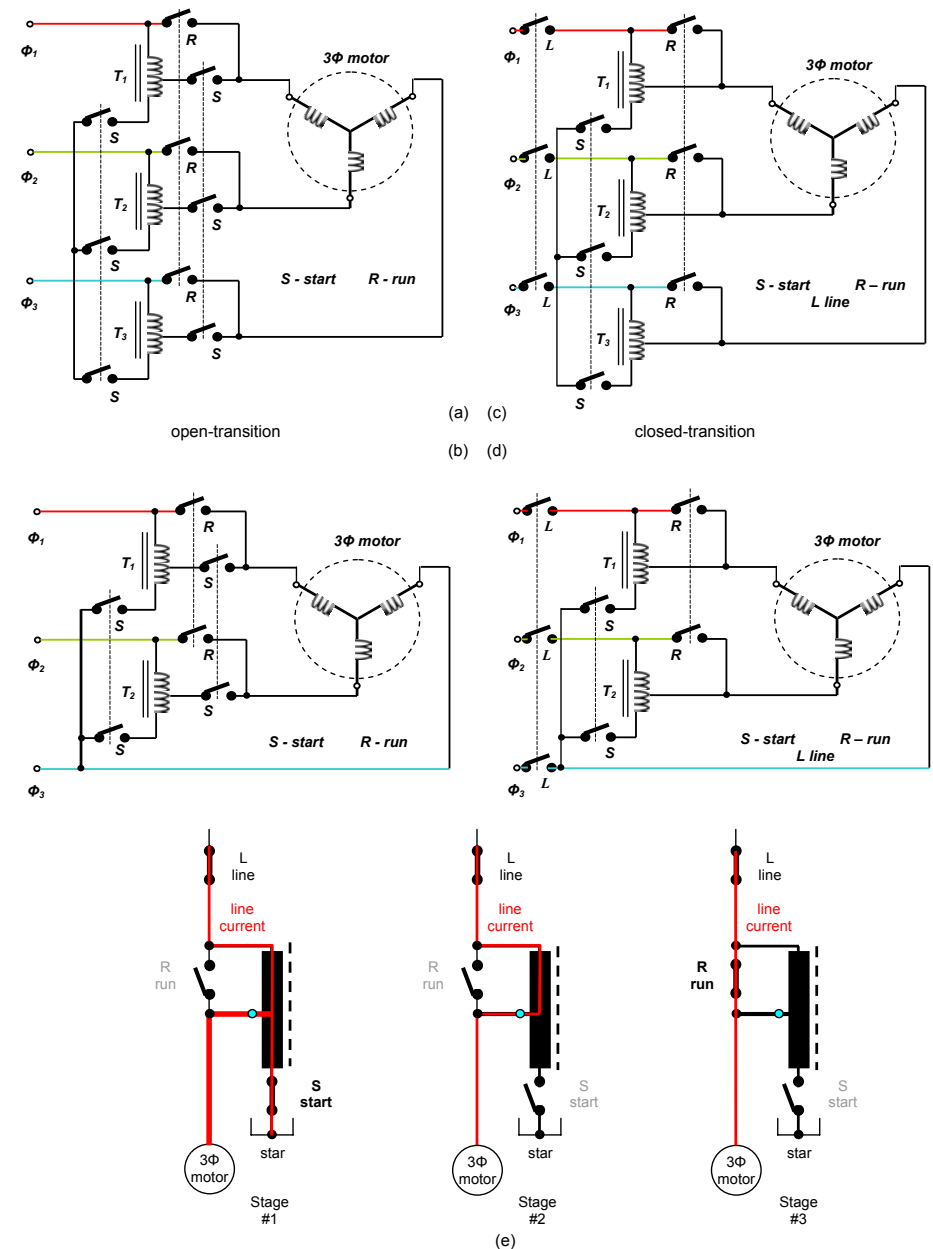 R
Φ1
T1
3Φ motor
S
S
R
Φ2
T2
S
S
S - start R - run
R
Φ3
T3
S
S
L
R
Φ1
T1
3Φ motor
S
L
R
Φ2
T2
S
S - start R – run
L line
L
R
Φ3
T3
S
(a) (c)
open-transition closed-transition
(b) (d)
R
Φ1
T1
3Φ motor
S
S
R
Φ2
T2
S
S
S - start R - run
Φ3
L
R
Φ1
T1
3Φ motor
S
L
R
Φ2
T2
S
S - start R – run
L line
L
Φ3
L
line
line
current
R
run
S
start
star
3Φ
motor
Stage
#1
L
line
line
current
R
run
S
start
star
3Φ
motor
Stage
#2
L
line
line
current
R
run
S
start
star
3Φ
motor
Stage
#3
(e)